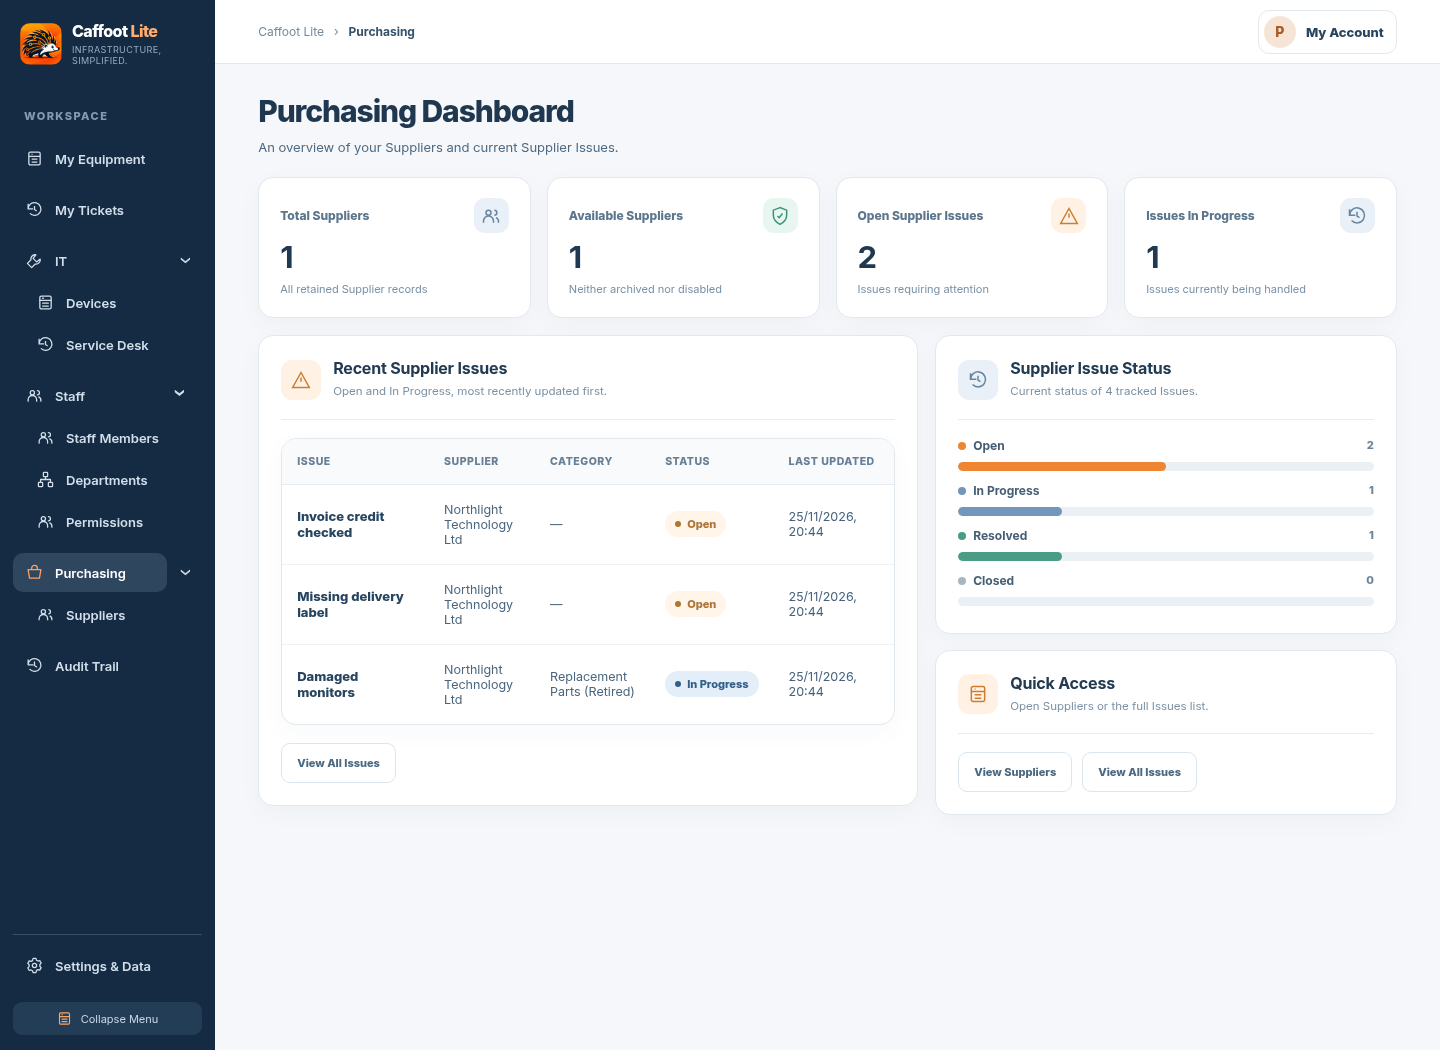 Caffoot Lite
INFRASTRUCTURE,
SIMPLIFIED.
WORKSPACE
My Equipment
My Tickets
IT
Devices
Service Desk
Staff
Staff Members
Departments
Permissions
Purchasing
Suppliers
Audit Trail
Settings & Data
Collapse Menu
Caffoot Lite › Purchasing
P My Account
Purchasing Dashboard
An overview of your Suppliers and current Supplier Issues.
Total Suppliers
1
All retained Supplier records
Available Suppliers
1
Neither archived nor disabled
Open Supplier Issues
2
Issues requiring attention
Issues In Progress
1
Issues currently being handled
Recent Supplier Issues
Open and In Progress, most recently updated first.
ISSUE SUPPLIER CATEGORY STATUS LAST UPDATED
Invoice credit
checked
Northlight
Technology
Ltd
—
Open
25/11/2026,
20:44
Missing delivery
label
Northlight
Technology
Ltd
—
Open
25/11/2026,
20:44
Damaged
monitors
Northlight
Technology
Ltd
Replacement
Parts (Retired)
In Progress
25/11/2026,
20:44
View All Issues
Supplier Issue Status
Current status of 4 tracked Issues.
Open 2
In Progress 1
Resolved 1
Closed 0
Quick Access
Open Suppliers or the full Issues list.
View Suppliers View All Issues